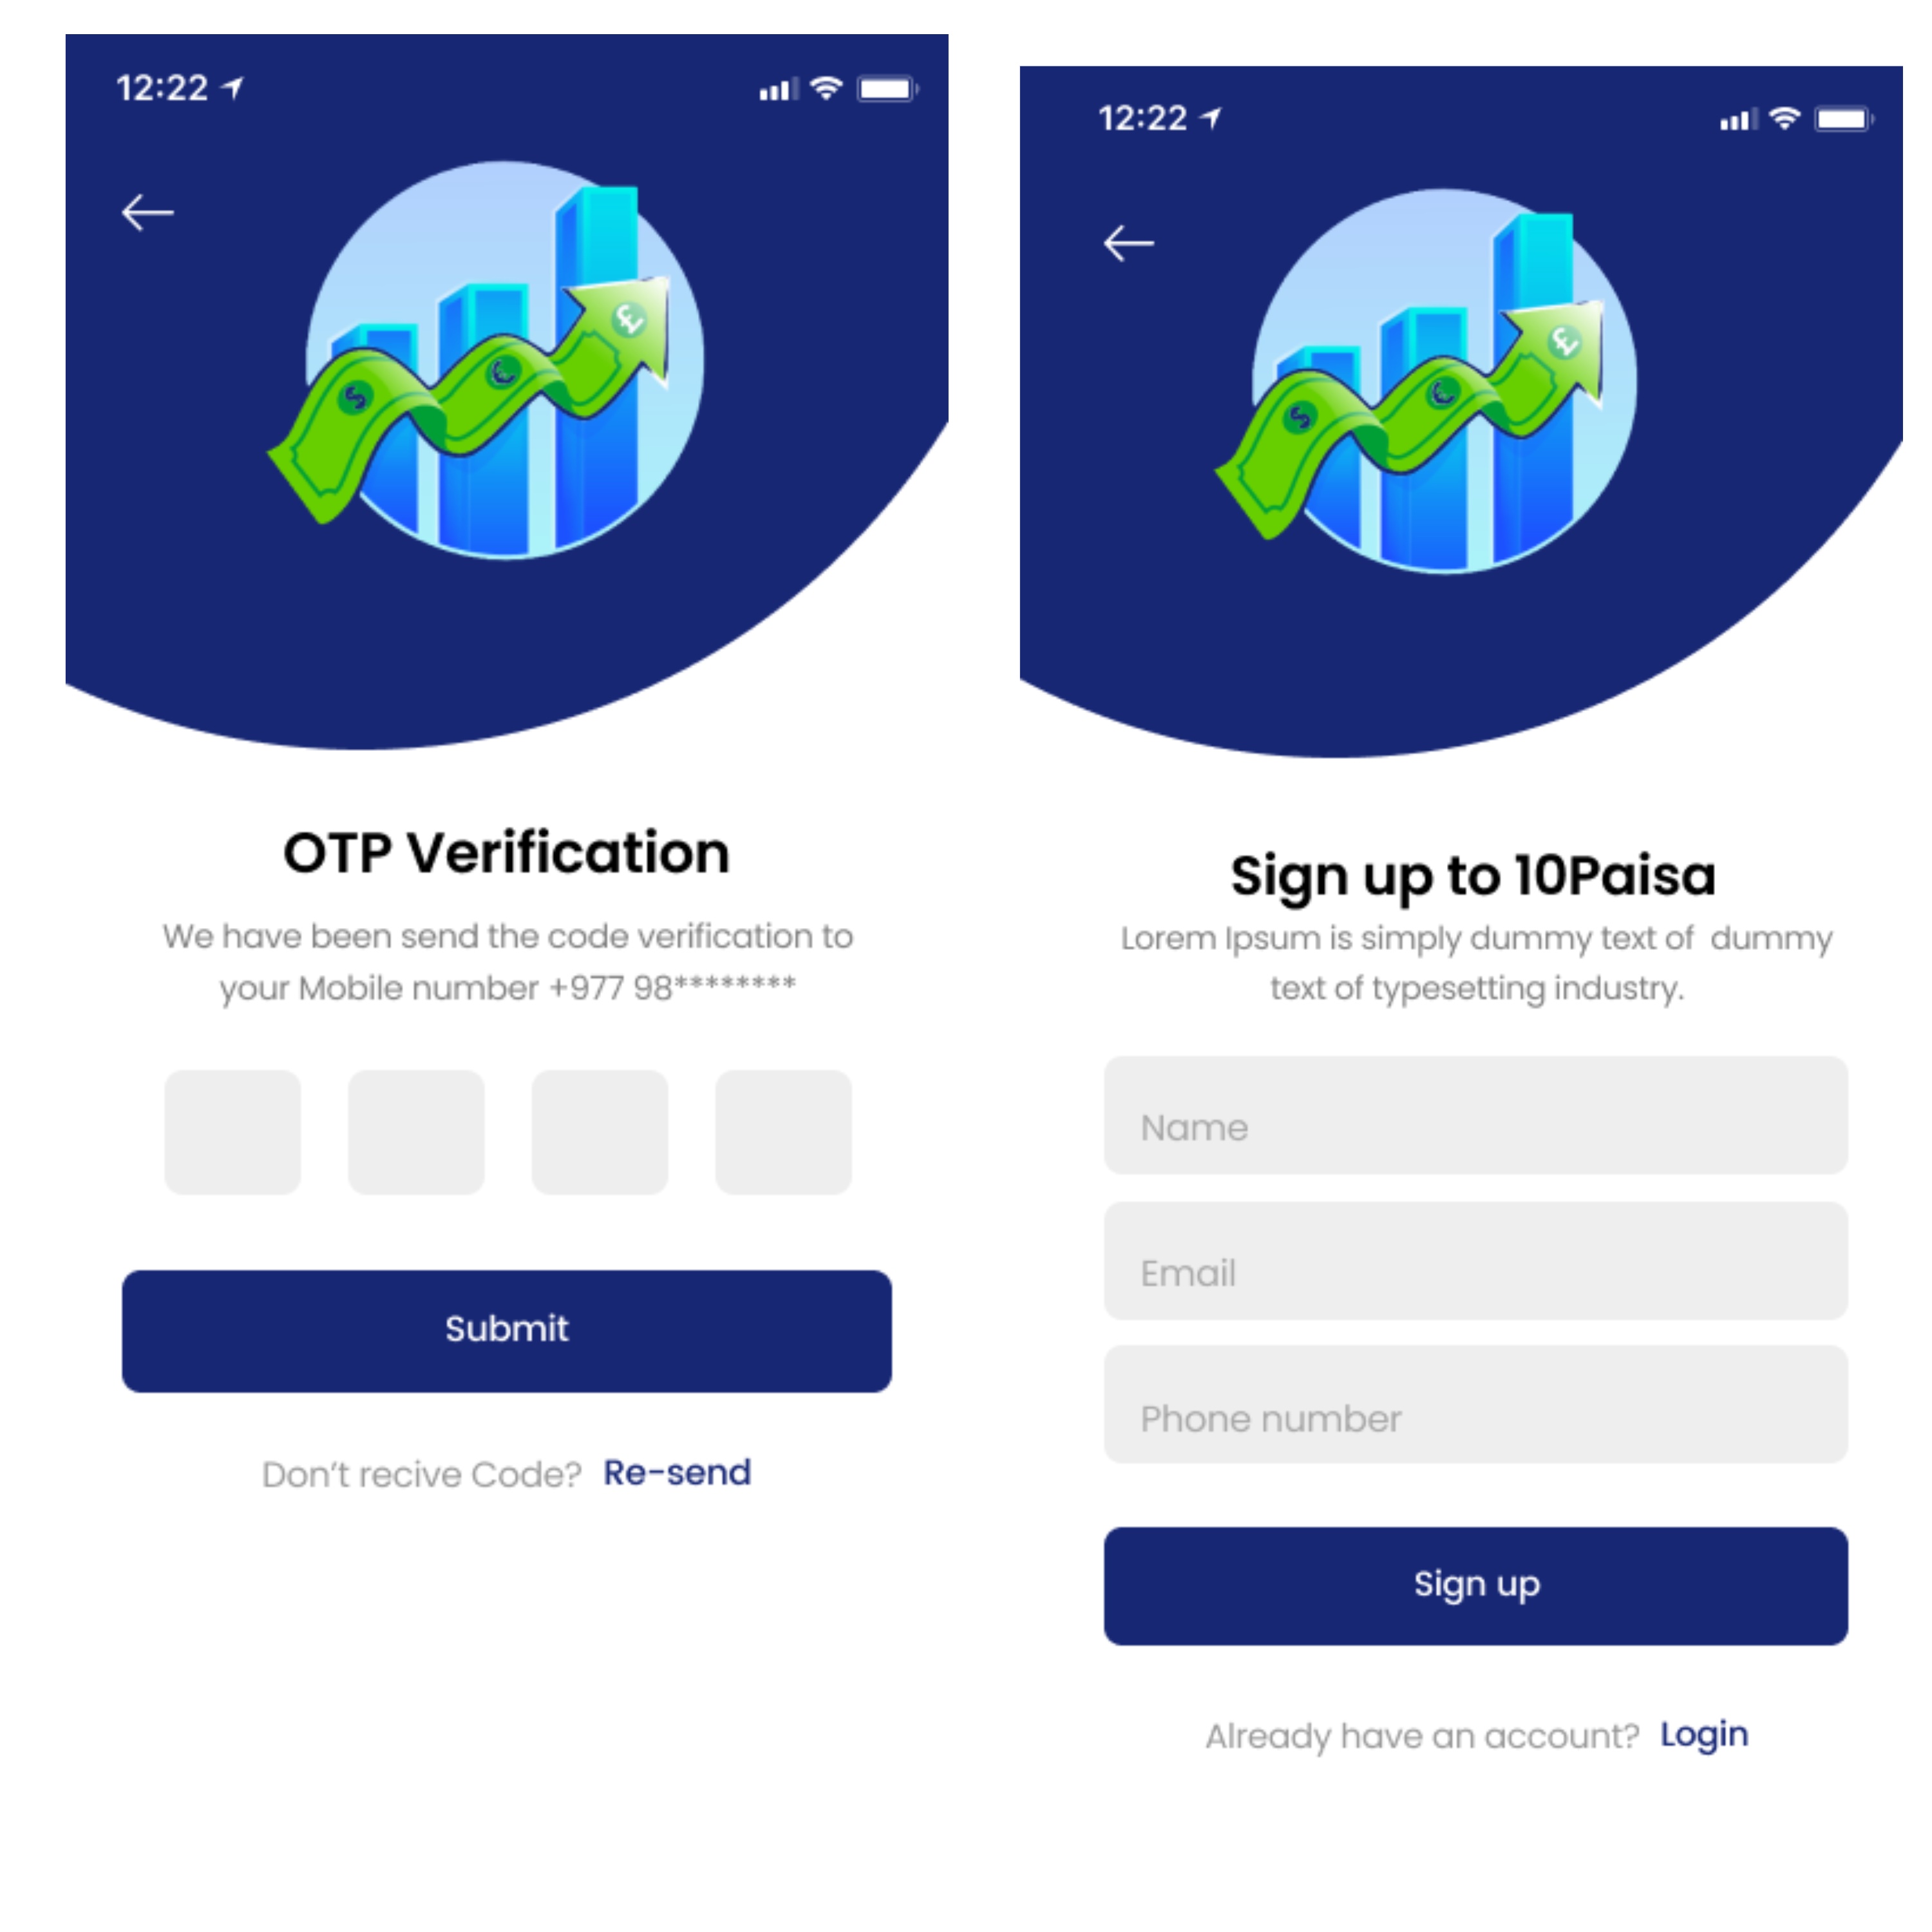 12:22
OTP Verification
We have been send the code verification to
your Mobile number +977 98********
Submit
Don't recive Code? Re-send
12:22
Sign up to 10Paisa
Lorem Ipsum is simply dummy text of dummy
text of typesetting industry.
Name
Email
Phone number
Sign up
Already have an account? Login